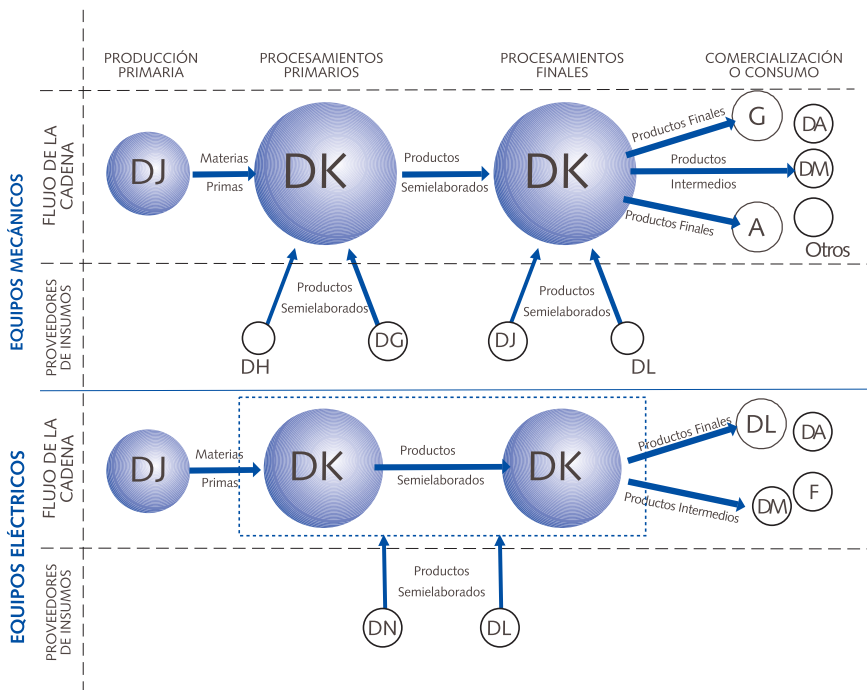 PRODUCCIÓN
PRIMARIA
PROCESAMIENTOS
PRIMARIOS
PROCESAMIENTOS
FINALES
COMERCIALIZACIÓN
O CONSUMO
EQUIPOS MECÁNICOS
FLUJO DE LA
CADENA
DJ
Materias
Primas
DK
Productos
Semielaborados
DK
Productos Finales
Productos
Intermedios
Productos Finales
G
DA
DM
A
Otros
PROVEEDORES
DE INSUMOS
Productos
Semielaborados
DH
DG
Productos
Semielaborados
DJ
DL
EQUIPOS ELÉCTRICOS
FLUJO DE LA
CADENA
DJ
Materias
Primas
DK
Productos
Semielaborados
DK
Productos Finales
Productos Intermedios
DL
DA
DM
F
PROVEEDORES
DE INSUMOS
Productos
Semielaborados
DN
DL